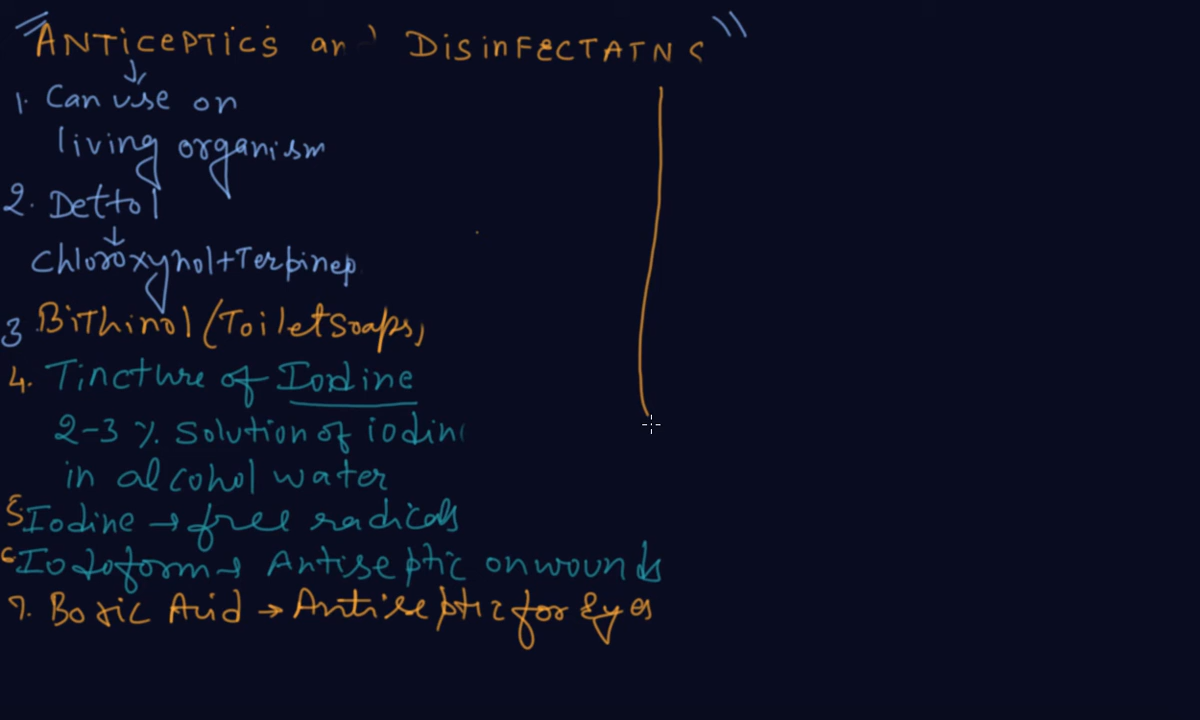 "ANTiCEPTiCS an) DiSinFECTATNS"
1. Can use on
living organism
2. Dettol
Chloroxynol+Terpinep
3 BiThinol (ToiletSoaps)
4. Tincture of Iodine
2-3 % Solution of iodin
in alcohol water
5. Iodine → free radicals
6 Iodoform → Antiseptic on wounds
7. Boric Acid → Antiseptic for Eyes